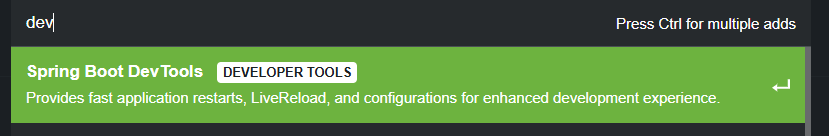 dev
Press Ctrl for multiple adds
Spring Boot DevTools DEVELOPER TOOLS
Provides fast application restarts, LiveReload, and configurations for enhanced development experience.